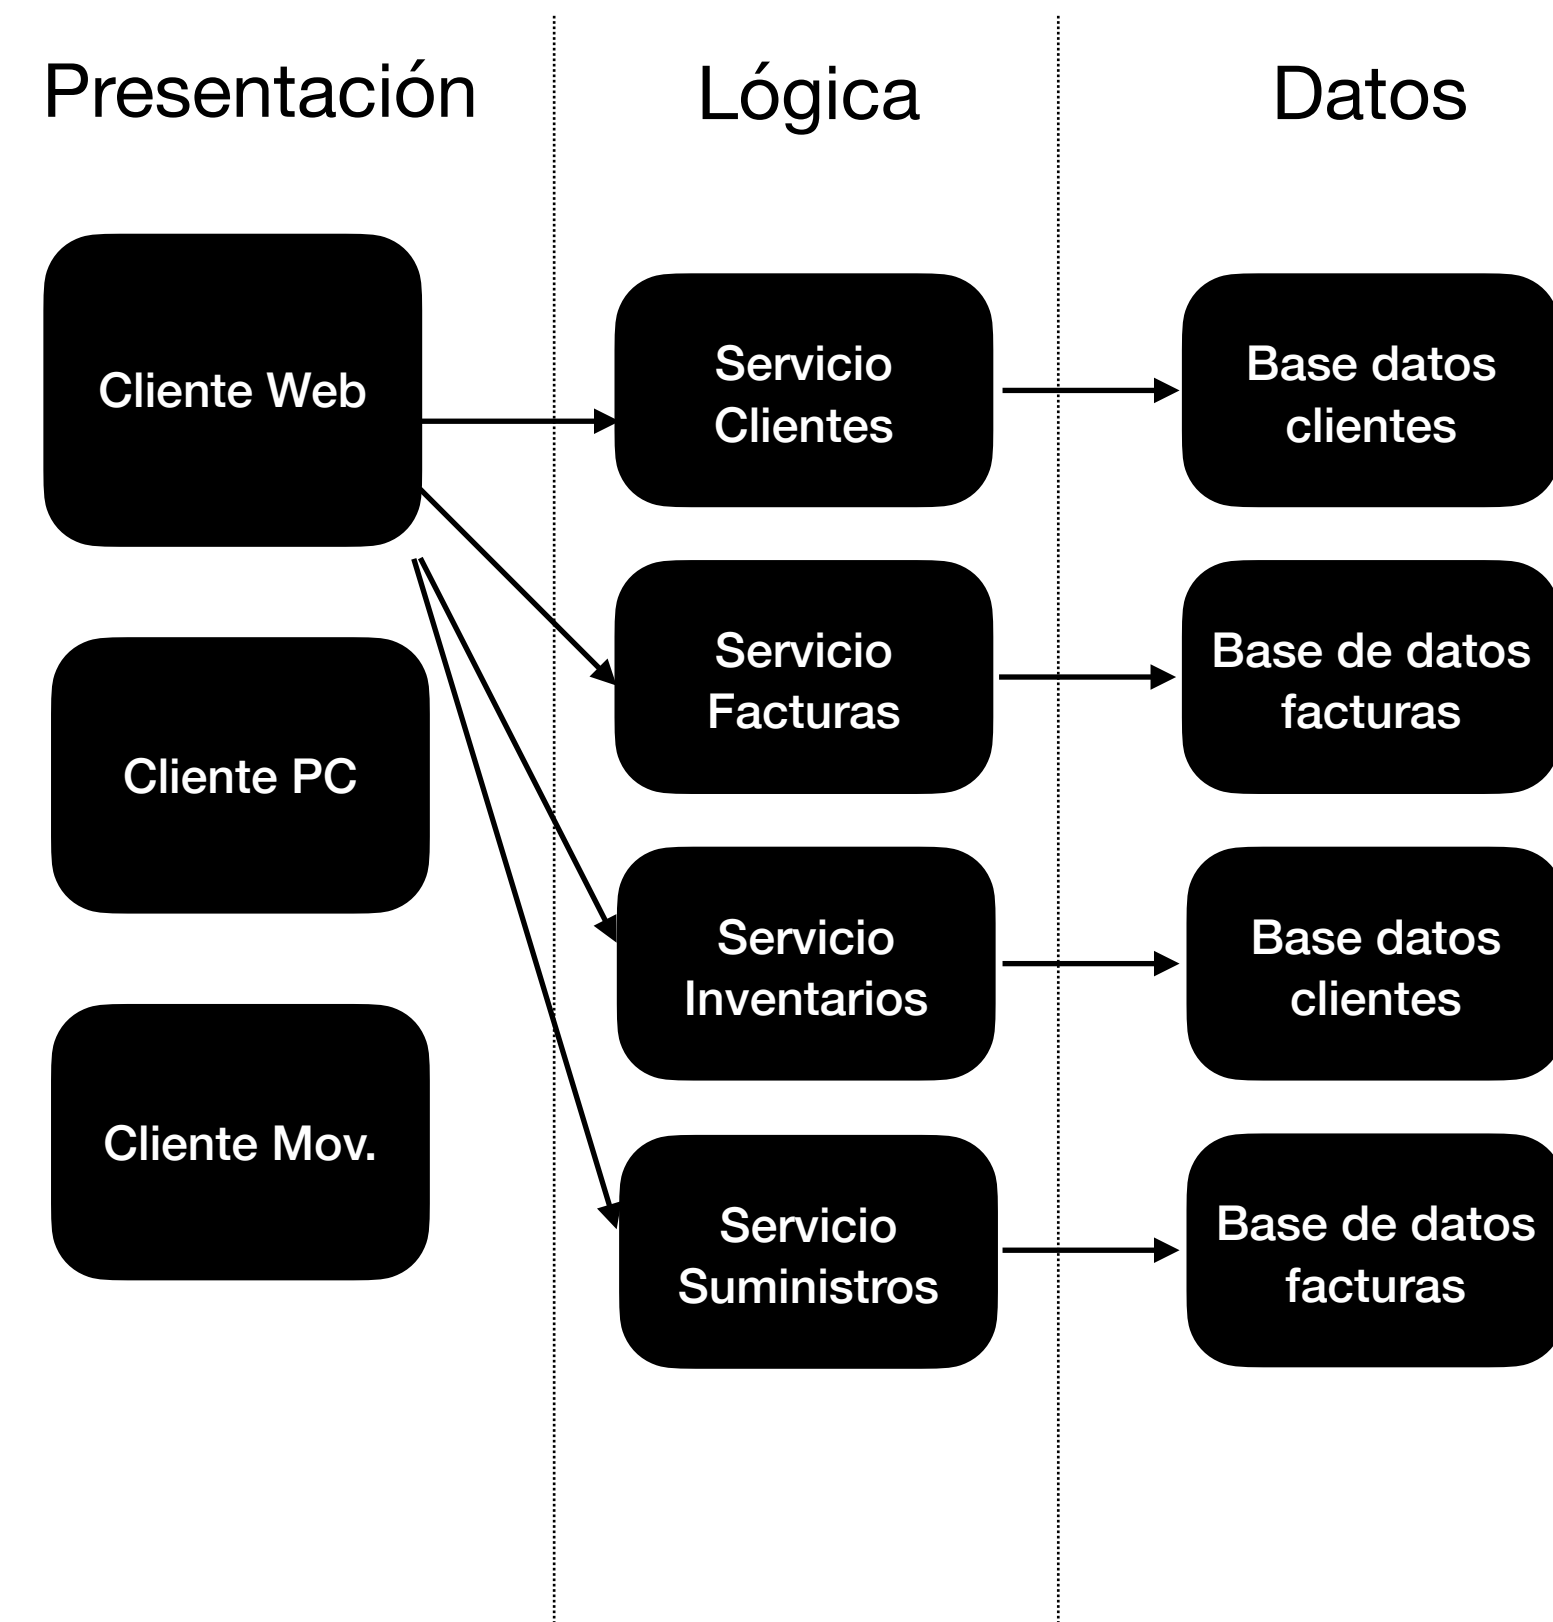 Presentación
Lógica
Datos
Cliente Web
Cliente PC
Cliente Mov.
Servicio
Clientes
Servicio
Facturas
Servicio
Inventarios
Servicio
Suministros
Base datos
clientes
Base de datos
facturas
Base datos
clientes
Base de datos
facturas